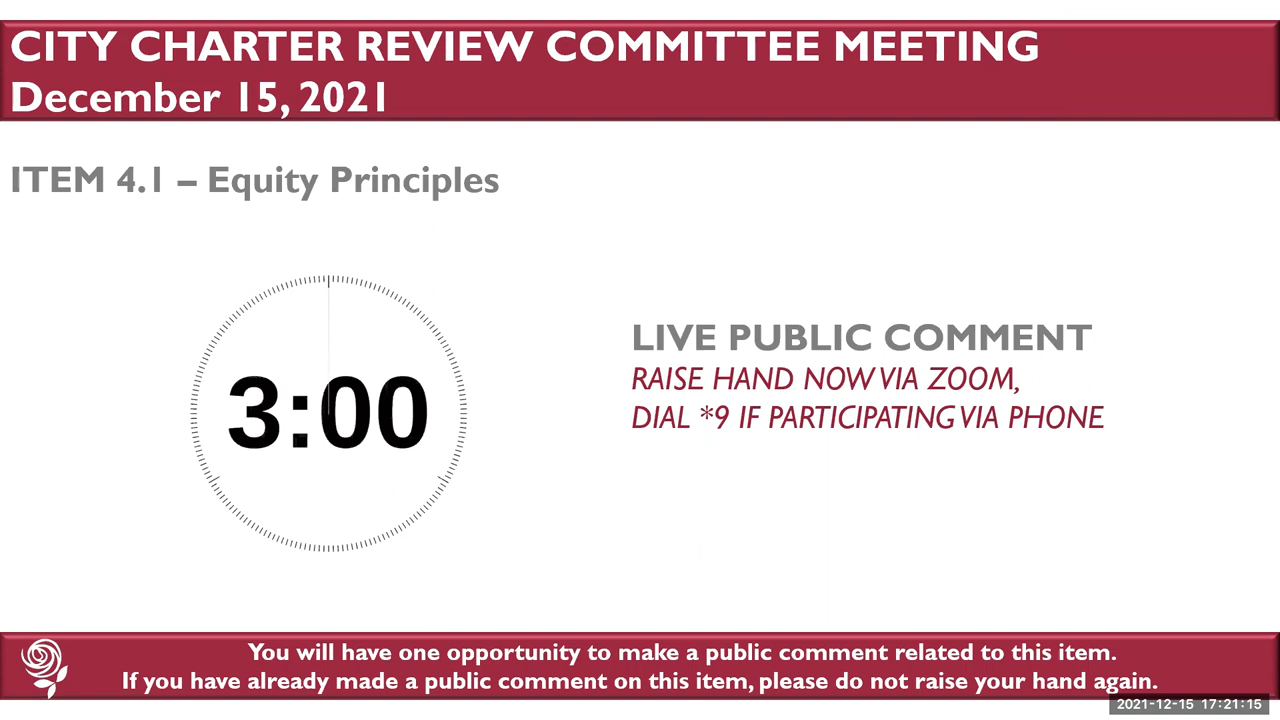 CITY CHARTER REVIEW COMMITTEE MEETING
December 15, 2021
ITEM 4.1 – Equity Principles
3:00
LIVE PUBLIC COMMENT
RAISE HAND NOW VIA ZOOM,
DIAL *9 IF PARTICIPATING VIA PHONE
You will have one opportunity to make a public comment related to this item.
If you have already made a public comment on this item, please do not raise your hand again.
2021-12-15 17:21:15